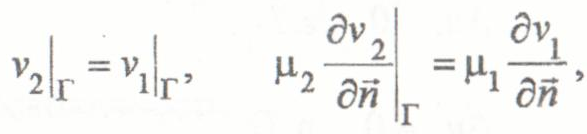 v₂|_Γ = v₁|_Γ, μ₂ ∂v₂/∂n⃗|_Γ = μ₁ ∂v₁/∂n⃗,